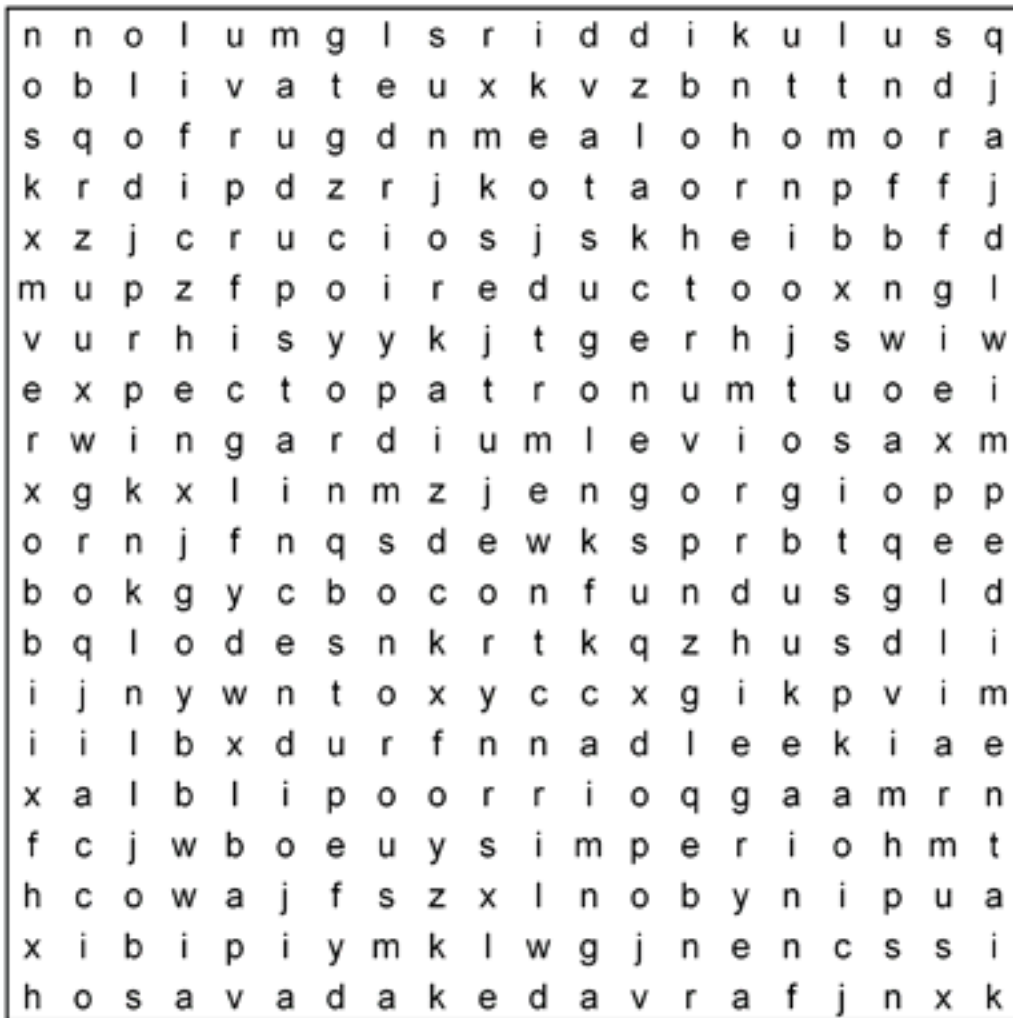 n n o l u m g l s r i d d i k u l u s q
o b l i v a t e u x k v z b n t t n d j
s q o f r u g d n m e a l o h o m o r a
k r d i p d z r j k o t a o r n p f f j
x z j c r u c i o s j s k h e i b b f d
m u p z f p o i r e d u c t o o x n g l
v u r h i s y y k j t g e r h j s w i w
e x p e c t o p a t r o n u m t u o e i
r w i n g a r d i u m l e v i o s a x m
x g k x l i n m z j e n g o r g i o p p
o r n j f n q s d e w k s p r b t q e e
b o k g y c b o c o n f u n d u s g l d
b q l o d e s n k r t k q z h u s d l i
i j n y w n t o x y c c x g i k p v i m
i i l b x d u r f n n a d l e e k i a e
x a l b l i p o o r r i o q g a a m r n
f c j w b o e u y s i m p e r i o h m t
h c o w a j f s z x l n o b y n i p u a
x i b i p i y m k l w g j n e n c s s i
h o s a v a d a k e d a v r a f j n x k